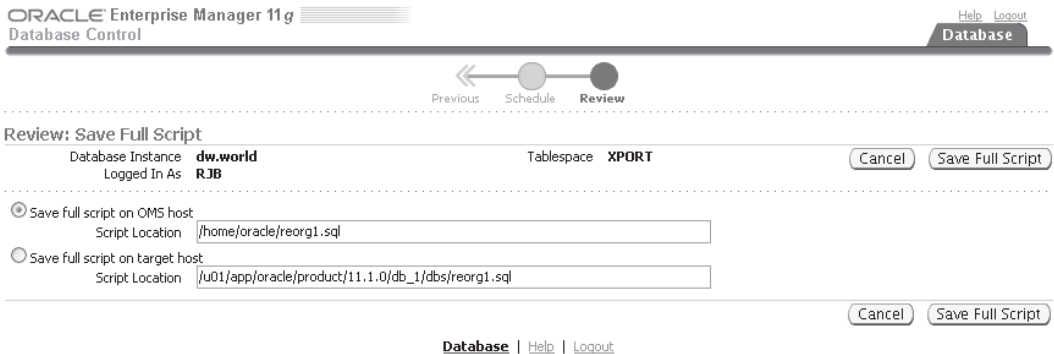 ORACLE Enterprise Manager 11g
Help Logout
Database Control
Database
Previous Schedule Review
Review: Save Full Script
Database Instance dw.world Tablespace XPORT Cancel Save Full Script
Logged In As RJB
Save full script on OMS host
Script Location /home/oracle/reorg1.sql
Save full script on target host
Script Location /u01/app/oracle/product/11.1.0/db_1/dbs/reorg1.sql
Cancel Save Full Script
Database | Help | Logout